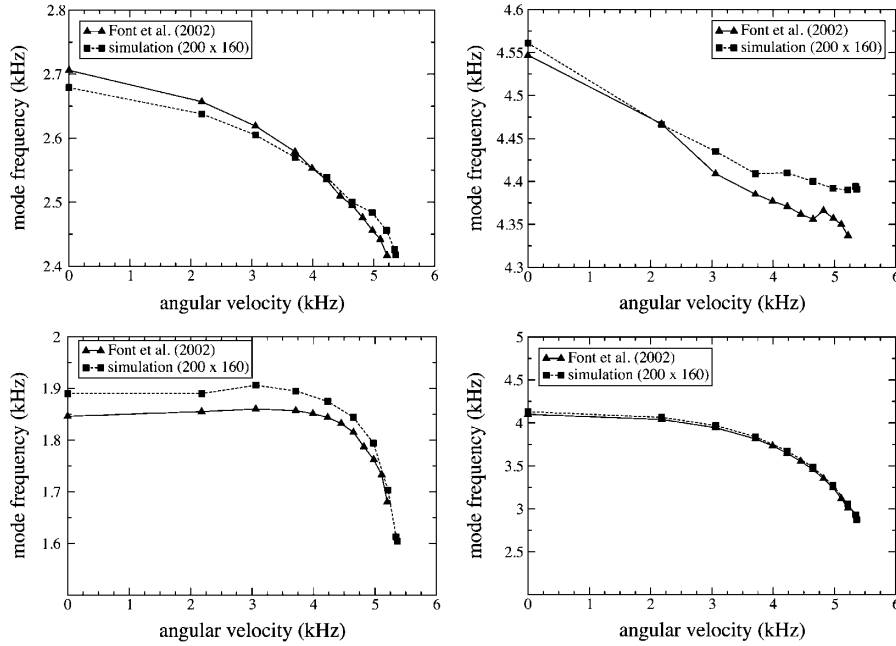 Font et al. (2002)
simulation (200 x 160)
2.8
2.7
2.6
2.5
2.4
mode frequency (kHz)
0 1 2 3 4 5 6
angular velocity (kHz)
Font et al. (2002)
simulation (200 x 160)
4.6
4.55
4.5
4.45
4.4
4.35
4.3
mode frequency (kHz)
0 1 2 3 4 5 6
angular velocity (kHz)
Font et al. (2002)
simulation (200 x 160)
2
1.9
1.8
1.7
1.6
mode frequency (kHz)
0 1 2 3 4 5 6
angular velocity (kHz)
Font et al. (2002)
simulation (200 x 160)
5
4.5
4
3.5
3
2.5
mode frequency (kHz)
0 1 2 3 4 5 6
angular velocity (kHz)